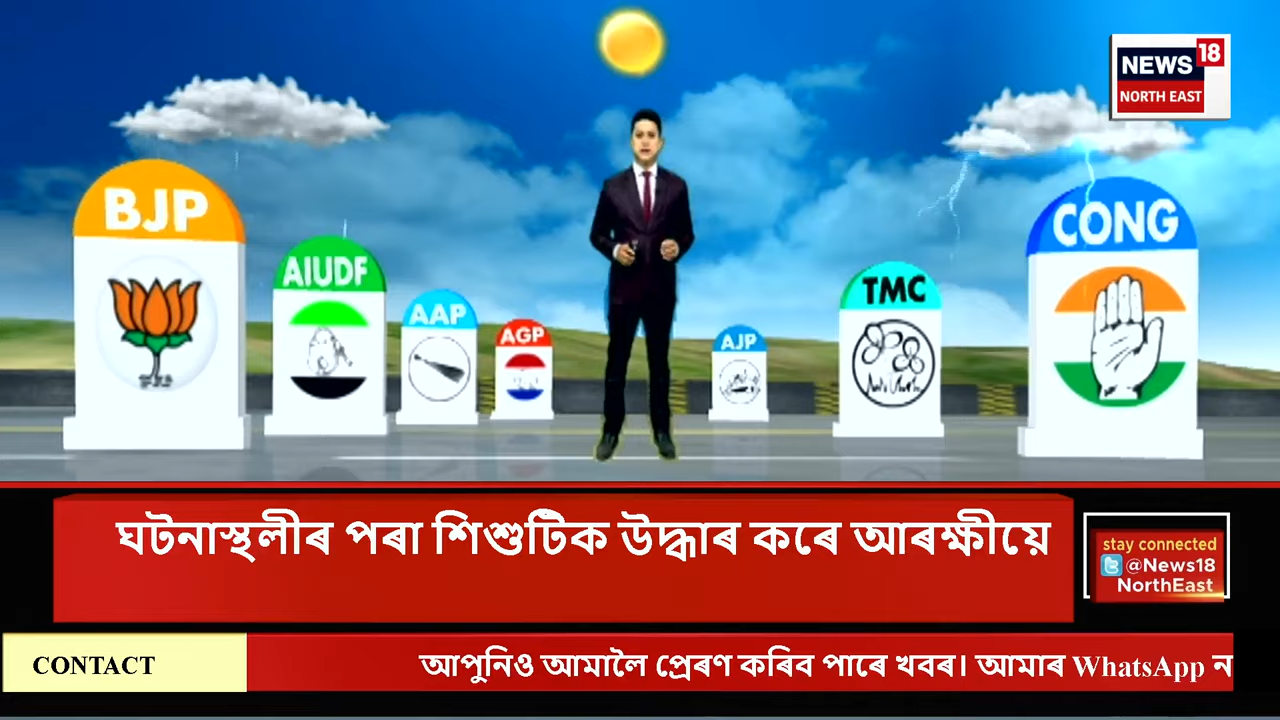 NEWS 18
NORTH EAST
BJP
AIUDF
AAP
AGP
AJP
TMC
CONG
ঘটনাস্থলীৰ পৰা শিশুটিক উদ্ধাৰ কৰে আৰক্ষীয়ে
stay connected
@News18
NorthEast
CONTACT
আপুনিও আমালৈ প্ৰেৰণ কৰিব পাৰে খবৰ। আমাৰ WhatsApp ন